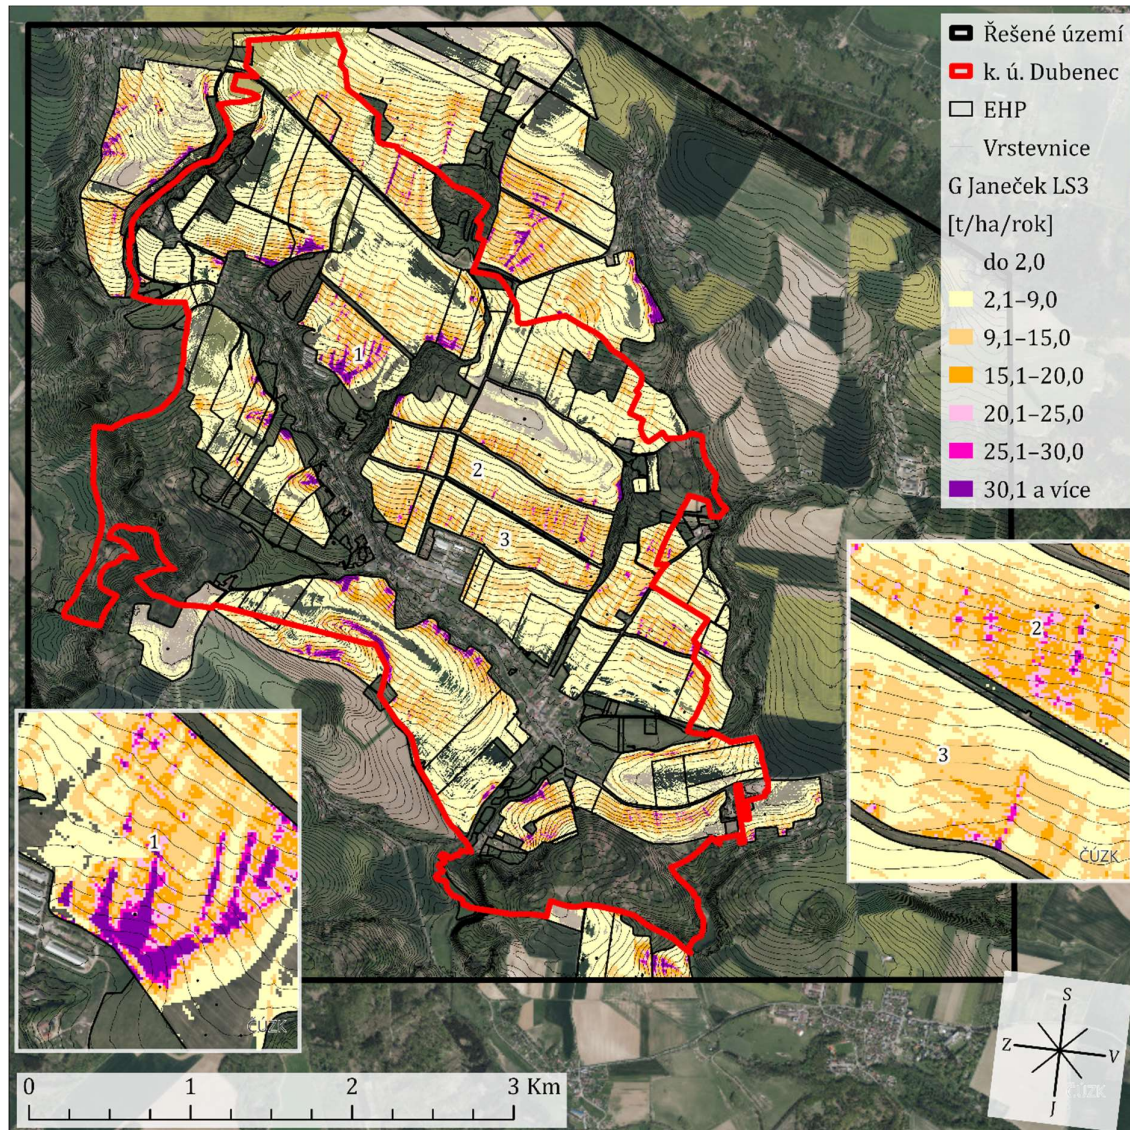 Řešené území
k. ú. Dubenec
EHP
Vrstevnice
G Janeček LS3
[t/ha/rok]
do 2,0
2,1–9,0
9,1–15,0
15,1–20,0
20,1–25,0
25,1–30,0
30,1 a více
1
2
3
2
3
ČÚZK
1
ČÚZK
0 1 2 3 Km
S
Z V
J
ČÚZK